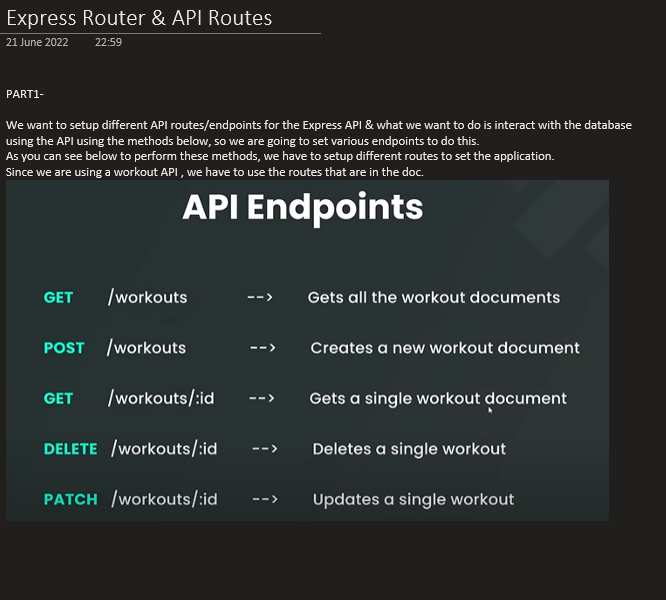 Express Router & API Routes
21 June 2022 22:59
PART1-
We want to setup different API routes/endpoints for the Express API & what we want to do is interact with the database
using the API using the methods below, so we are going to set various endpoints to do this.
As you can see below to perform these methods, we have to setup different routes to set the application.
Since we are using a workout API , we have to use the routes that are in the doc.
API Endpoints
GET /workouts --> Gets all the workout documents
POST /workouts --> Creates a new workout document
GET /workouts/:id --> Gets a single workout document
DELETE /workouts/:id --> Deletes a single workout
PATCH /workouts/:id --> Updates a single workout